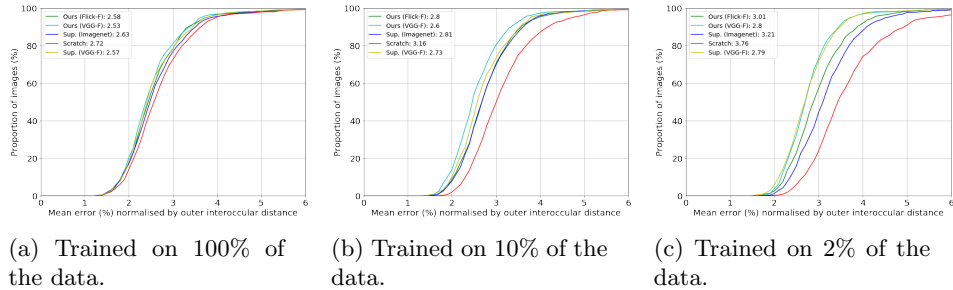 Ours (Flick-F): 2.58
Ours (VGG-F): 2.53
Sup. (Imagenet): 2.63
Scratch: 2.72
Sup. (VGG-F): 2.57
Proportion of images (%)
100
80
60
40
20
0
0 1 2 3 4 5 6
Mean error (%) normalised by outer interoccular distance
(a) Trained on 100% of
the data.
Ours (Flick-F): 2.8
Ours (VGG-F): 2.6
Sup. (Imagenet): 2.81
Scratch: 3.16
Sup. (VGG-F): 2.73
Proportion of images (%)
100
80
60
40
20
0
0 1 2 3 4 5 6
Mean error (%) normalised by outer interoccular distance
(b) Trained on 10% of the
data.
Ours (Flick-F): 3.01
Ours (VGG-F): 2.8
Sup. (Imagenet): 3.21
Scratch: 3.76
Sup. (VGG-F): 2.79
Proportion of images (%)
100
80
60
40
20
0
0 1 2 3 4 5 6
Mean error (%) normalised by outer interoccular distance
(c) Trained on 2% of the
data.